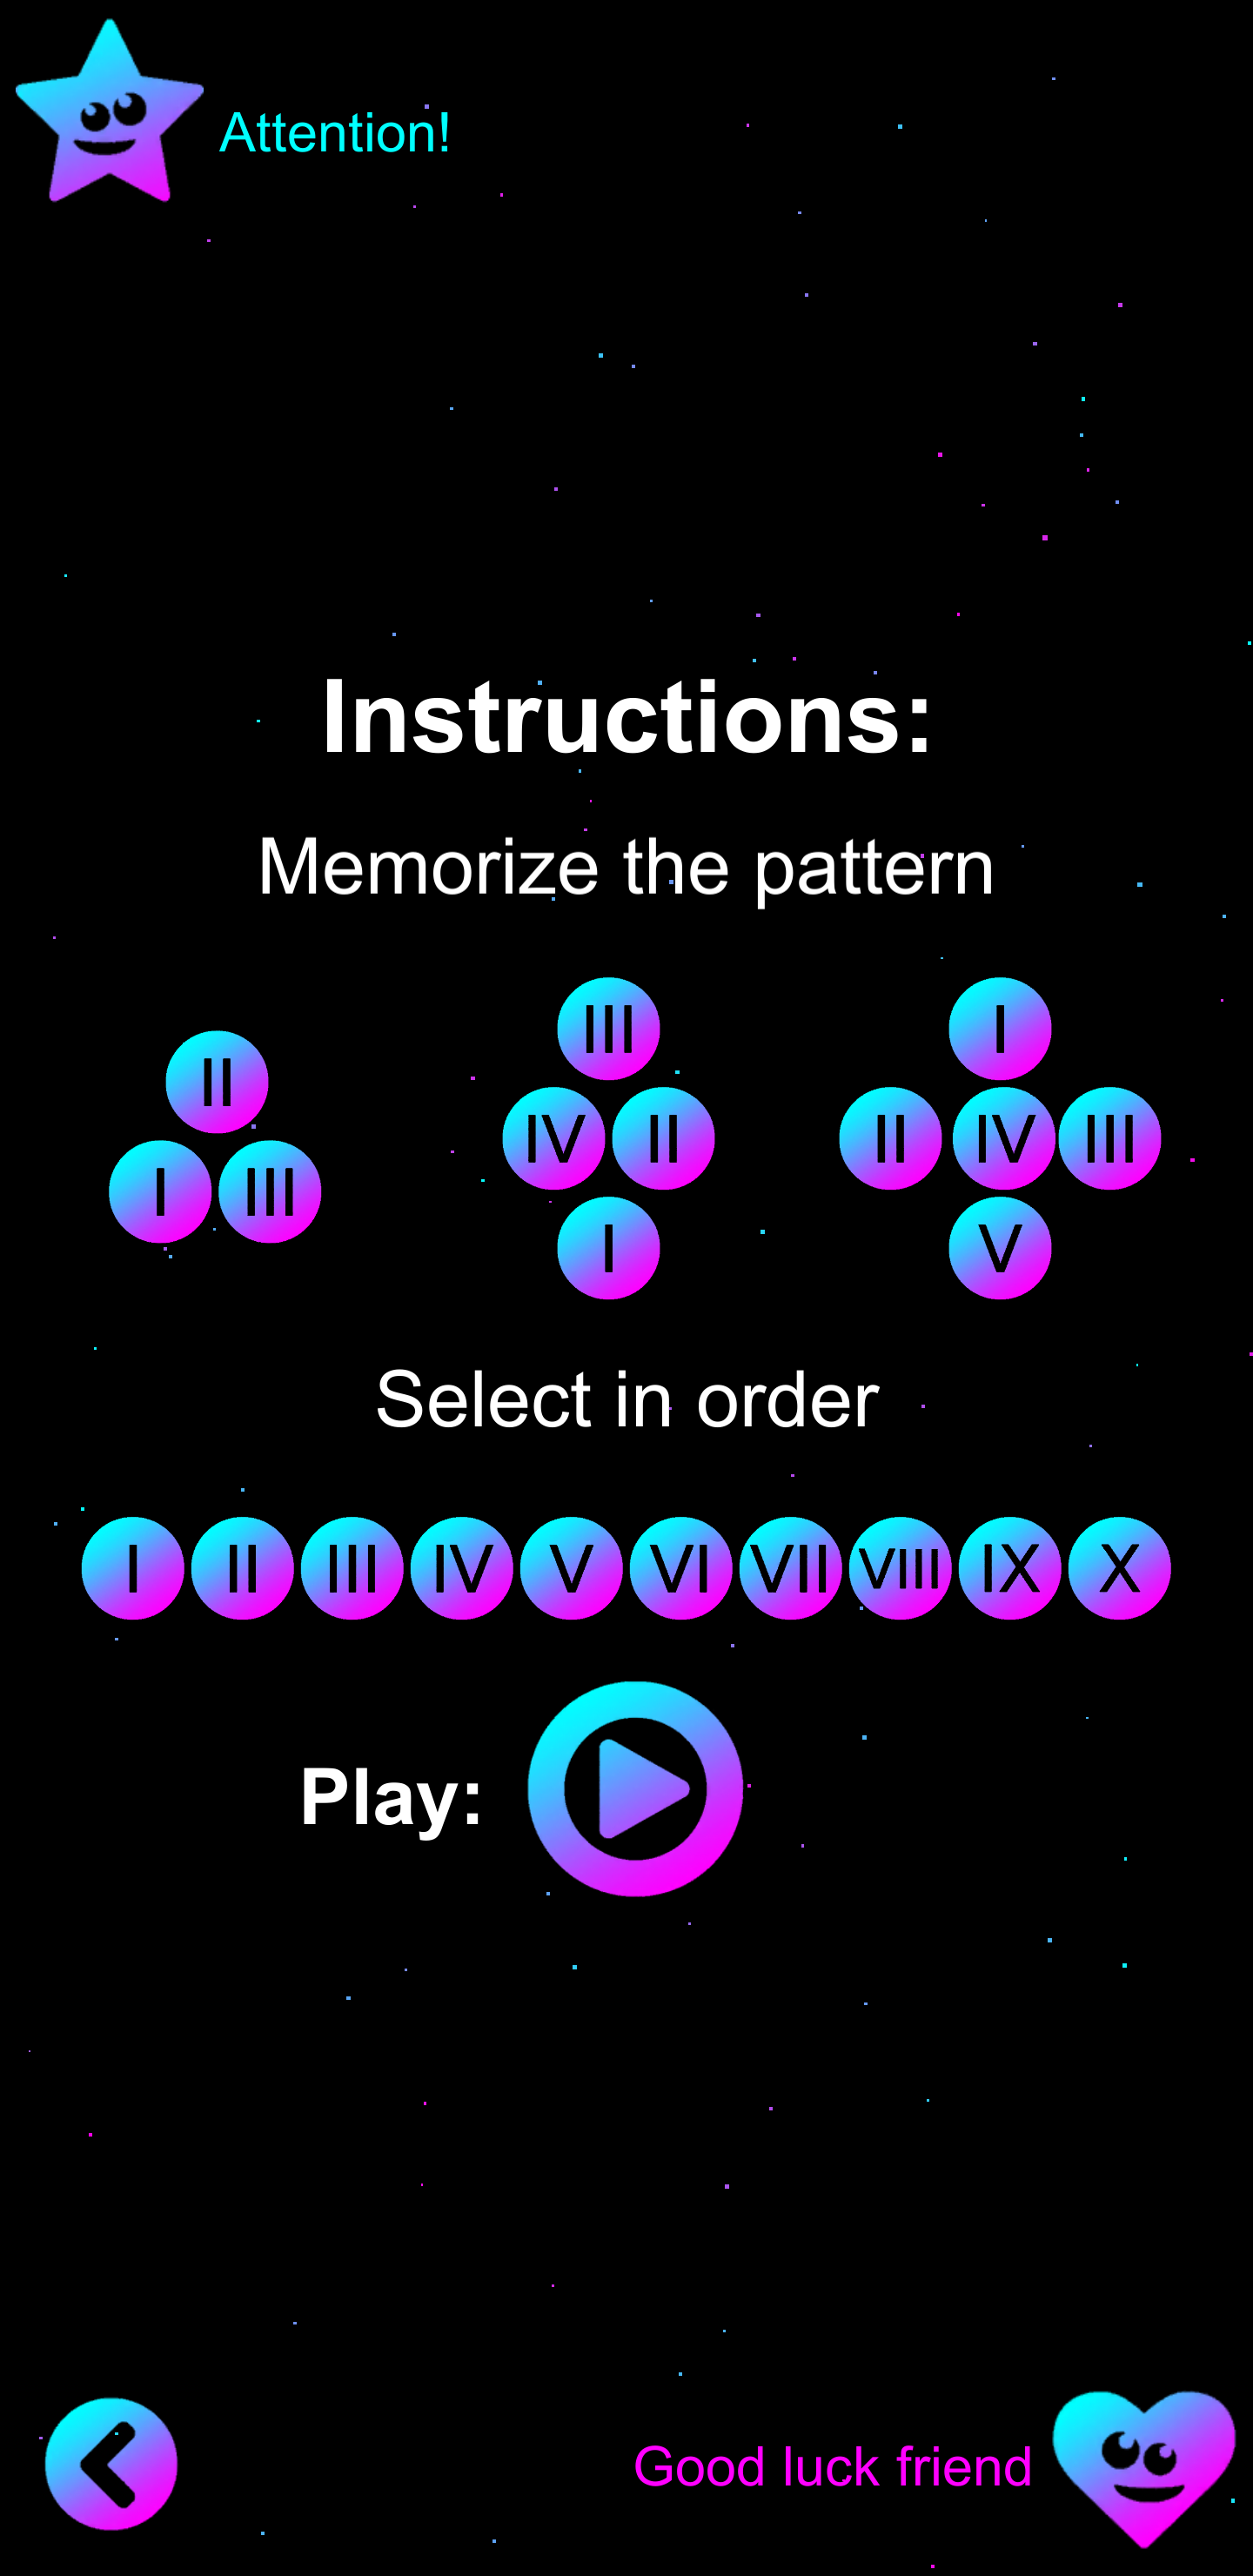 Attention!
Instructions:
Memorize the pattern
III I
II
IV II II IV III
I III
I V
Select in order
I II III IV V VI VII VIII IX X
Play:
Good luck friend